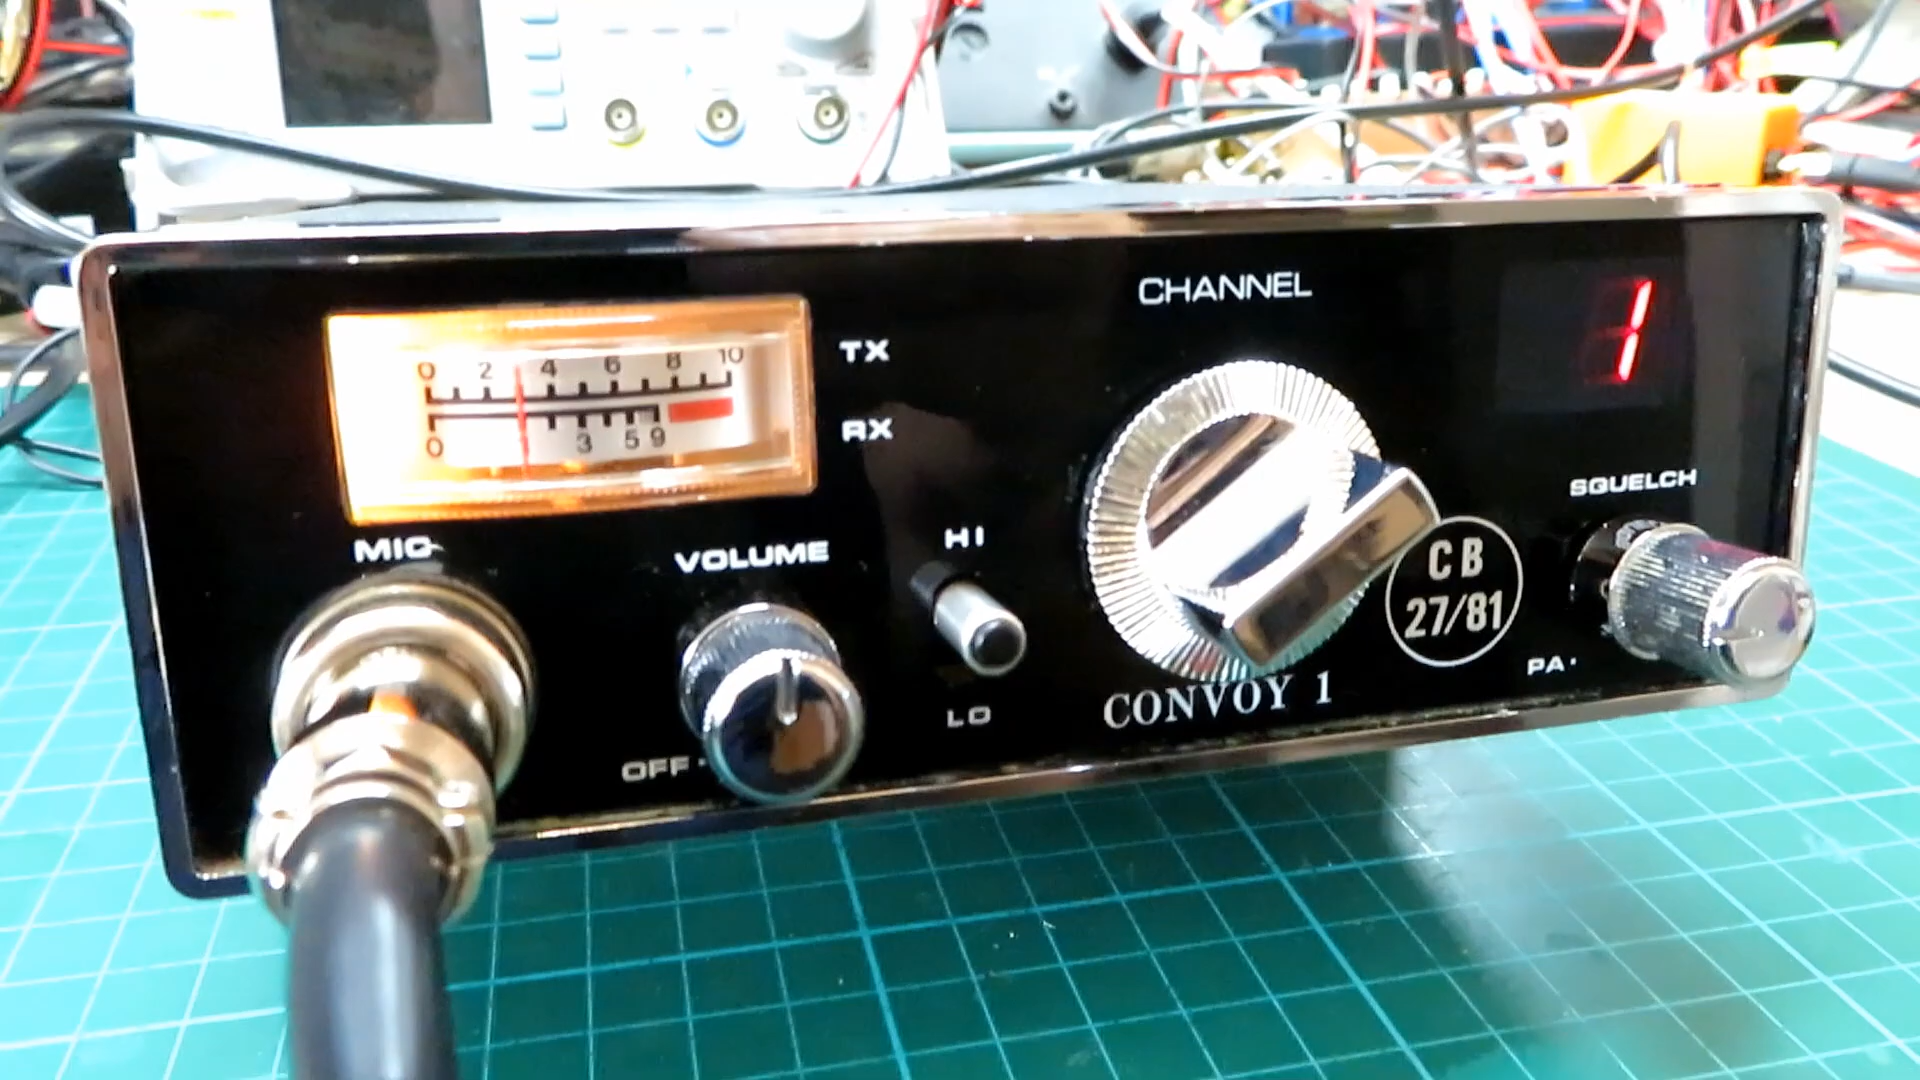 0 2 4 6 8 10
TX
0 3 5 9
RX
CHANNEL
1
SQUELCH
MIC
VOLUME
HI
CB
27/81
PA
LO
CONVOY 1
OFF